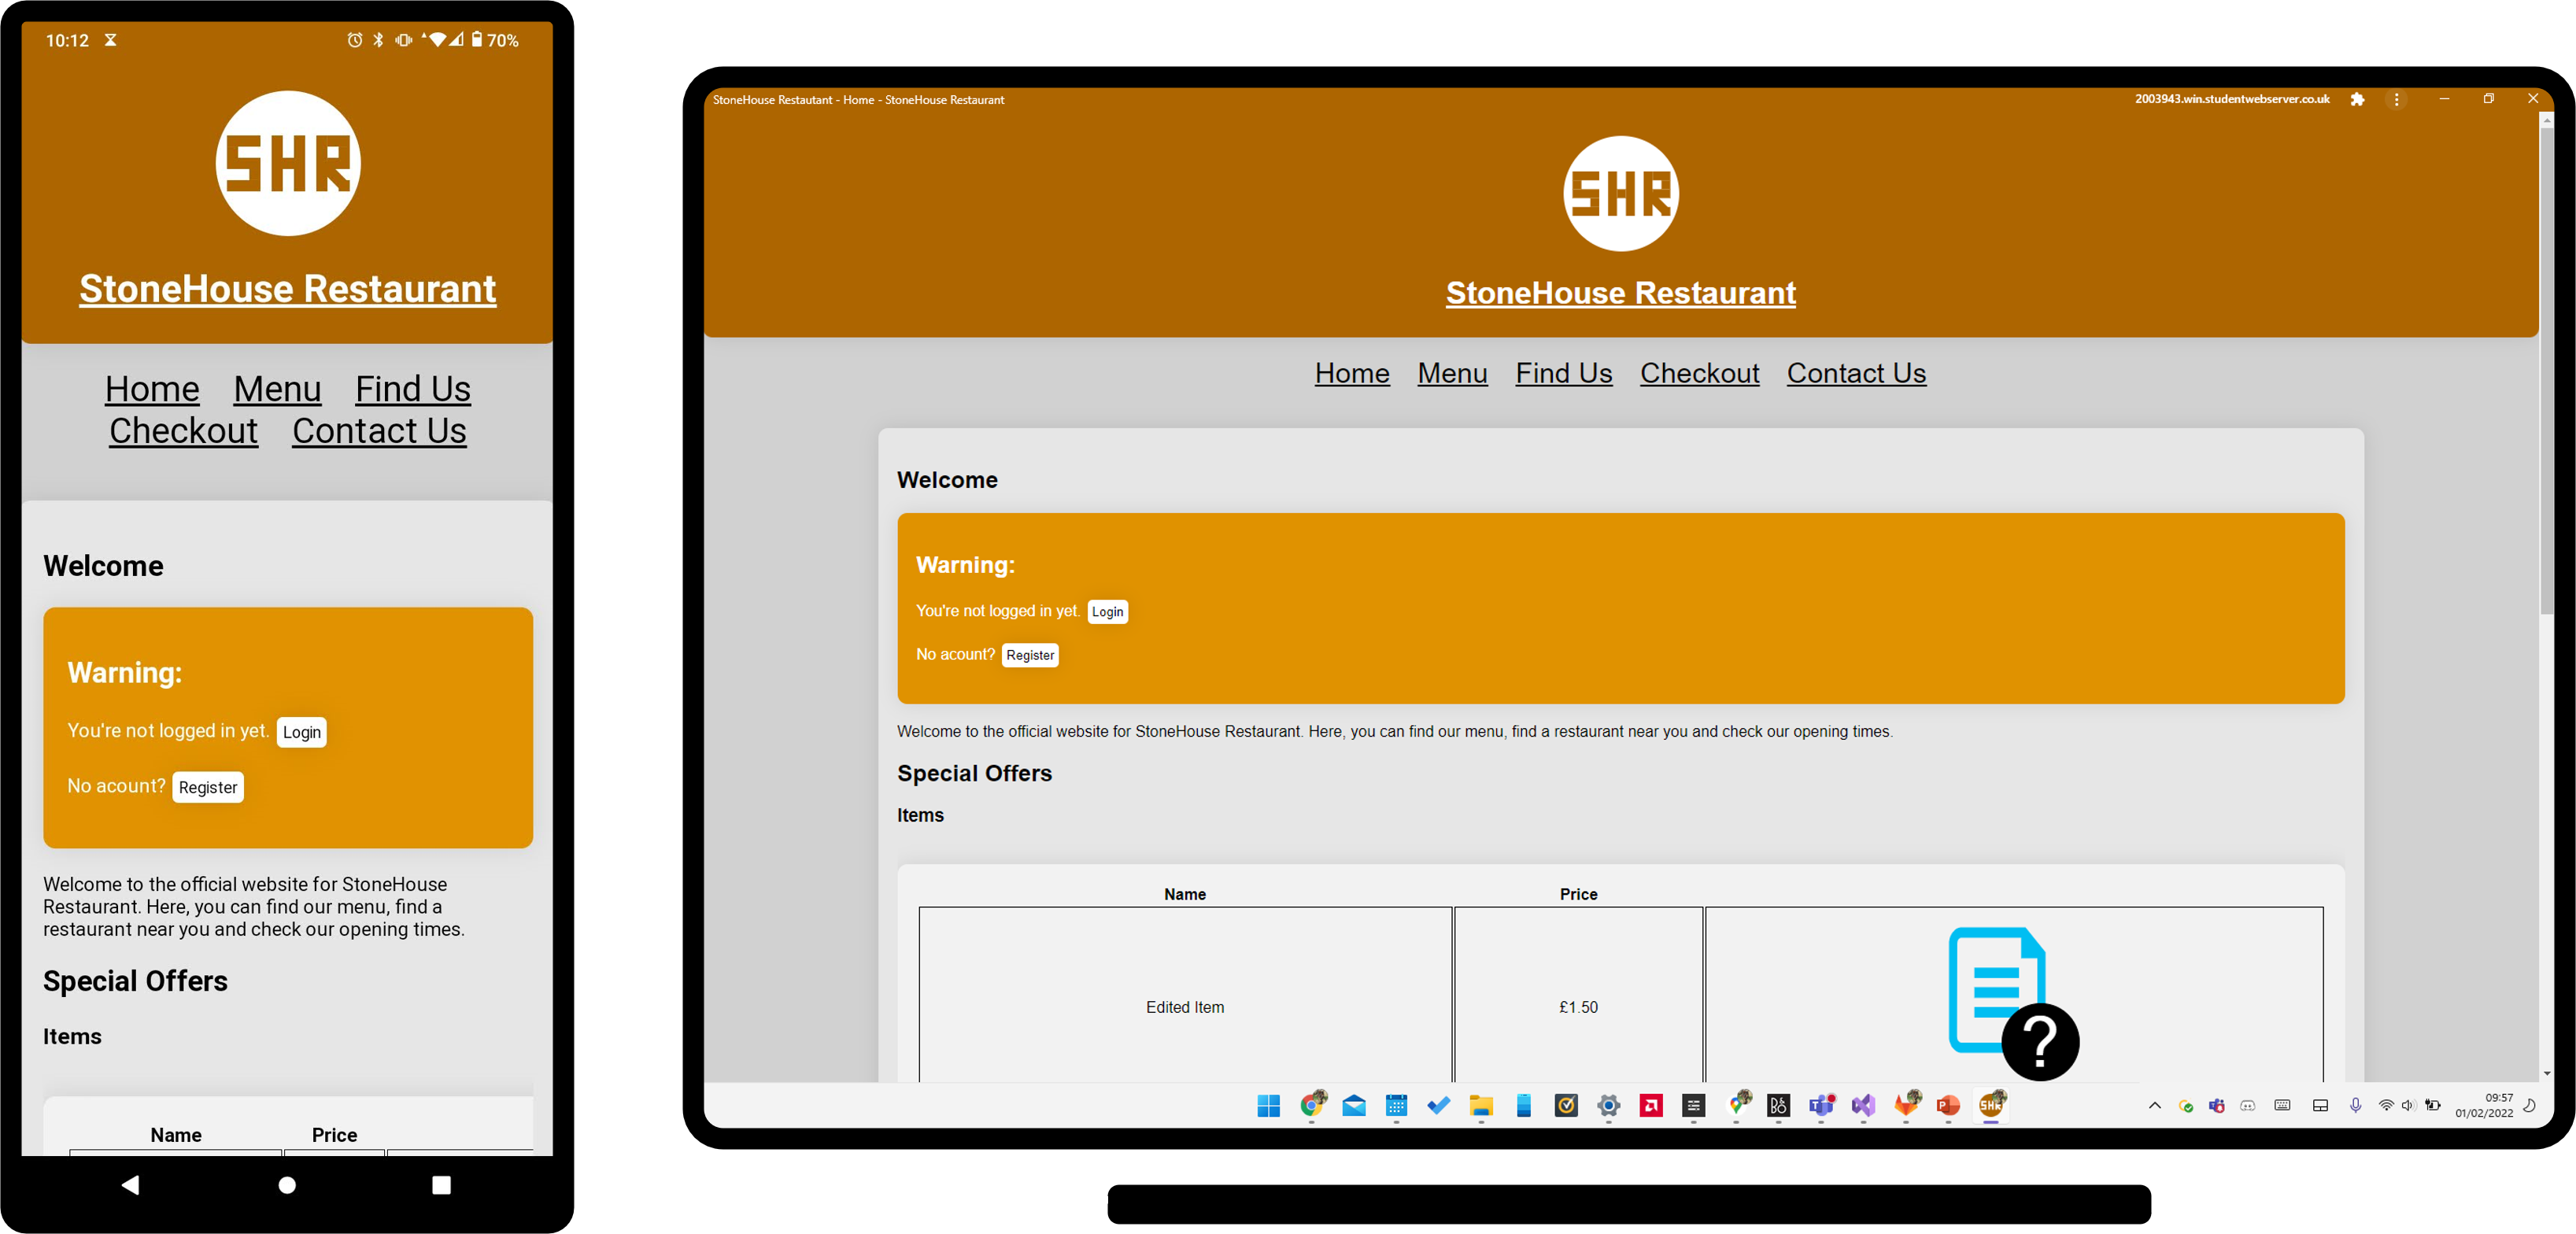 10:12
70%
SHR
StoneHouse Restaurant
Home Menu Find Us
Checkout Contact Us
Welcome
Warning:
You're not logged in yet. Login
No acount? Register
Welcome to the official website for StoneHouse
Restaurant. Here, you can find our menu, find a
restaurant near you and check our opening times.
Special Offers
Items
Name Price
StoneHouse Restautant - Home - StoneHouse Restaurant
2003943.win.studentwebserver.co.uk
SHR
StoneHouse Restaurant
Home Menu Find Us Checkout Contact Us
Welcome
Warning:
You're not logged in yet. Login
No acount? Register
Welcome to the official website for StoneHouse Restaurant. Here, you can find our menu, find a restaurant near you and check our opening times.
Special Offers
Items
Name Price
Edited Item £1.50
?
09:57
01/02/2022